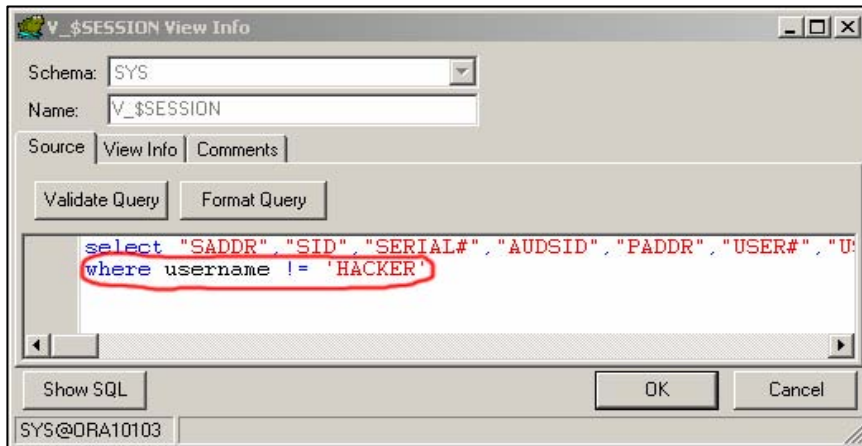 V_$SESSION View Info
Schema: SYS
Name: V_$SESSION
Source View Info Comments
Validate Query Format Query
select "SADDR","SID","SERIAL#","AUDSID","PADDR","USER#","U
where username != 'HACKER'
Show SQL OK Cancel
SYS@ORA10103